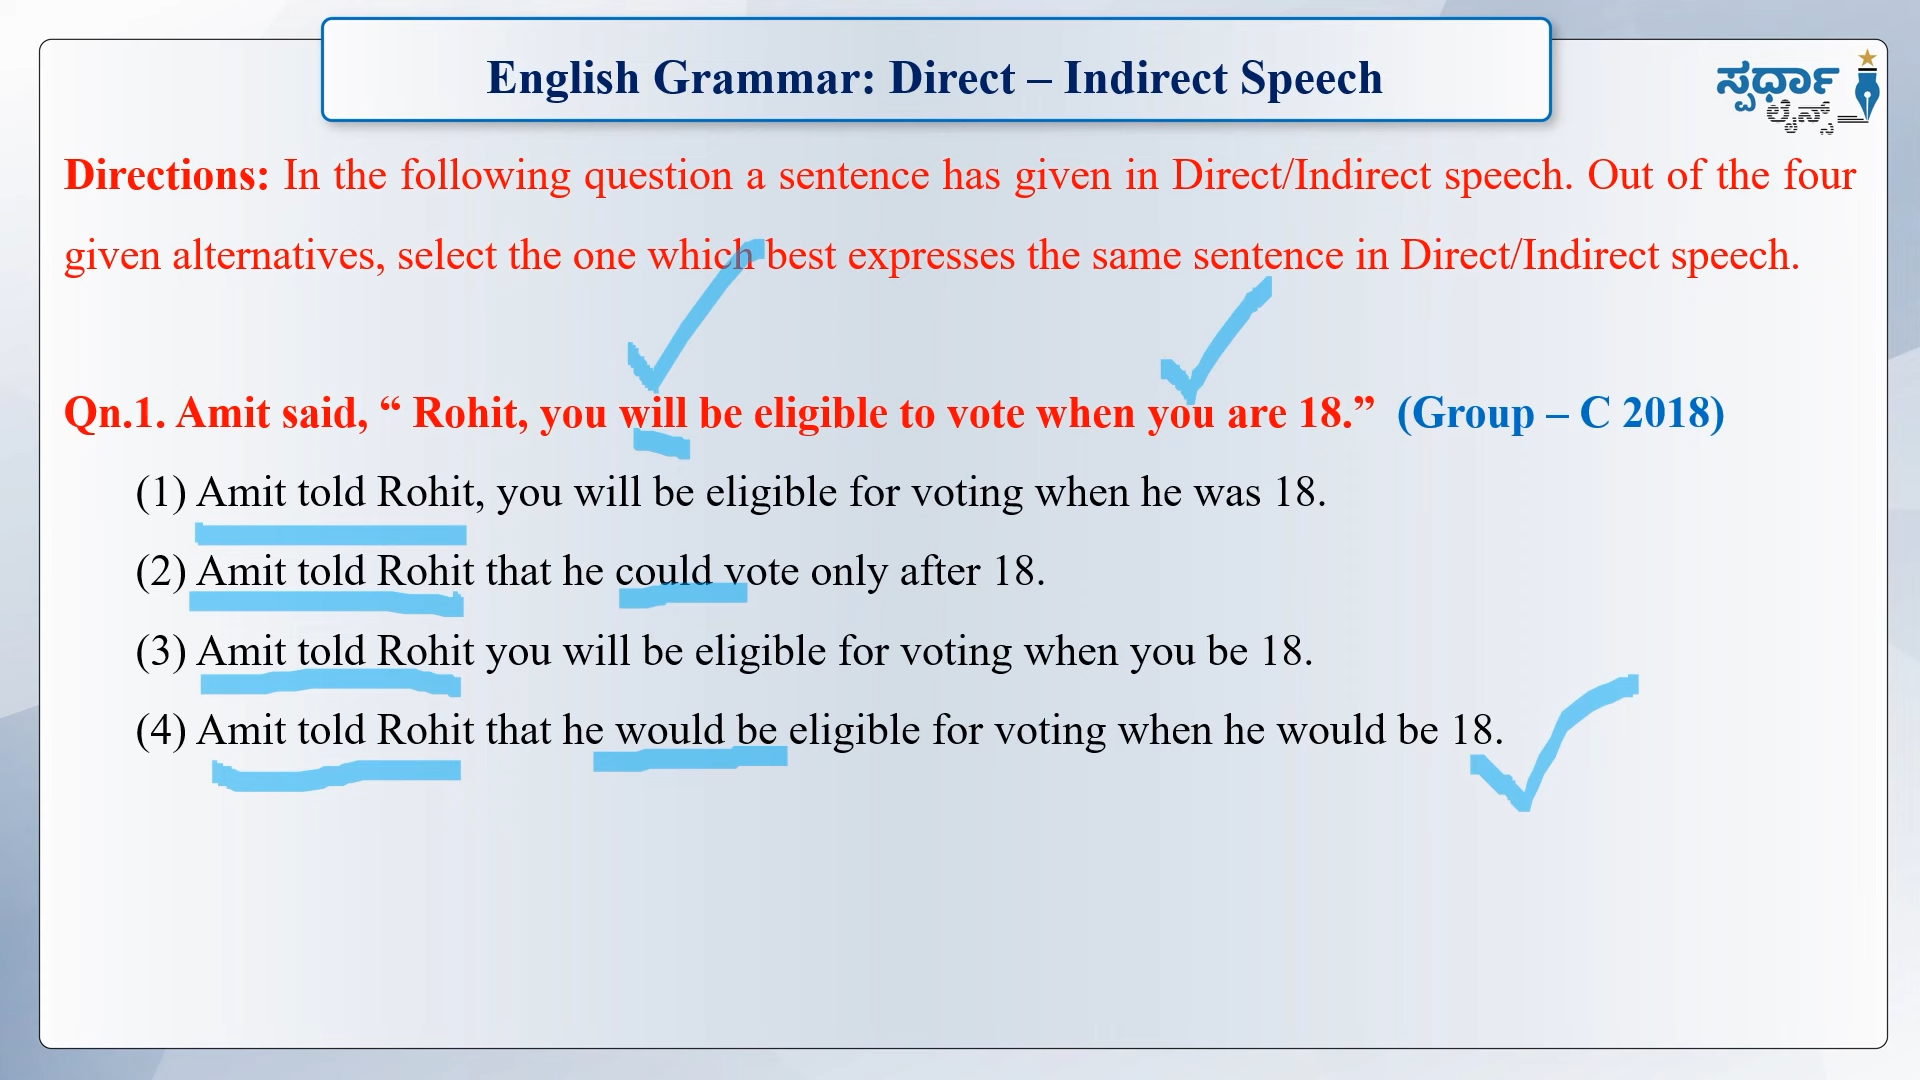 English Grammar: Direct – Indirect Speech
ಸ್ಪರ್ಧಾ
ಲೈನ್ಸ್
Directions: In the following question a sentence has given in Direct/Indirect speech. Out of the four
given alternatives, select the one which best expresses the same sentence in Direct/Indirect speech.
Qn.1. Amit said, “ Rohit, you will be eligible to vote when you are 18.” (Group – C 2018)
(1) Amit told Rohit, you will be eligible for voting when he was 18.
(2) Amit told Rohit that he could vote only after 18.
(3) Amit told Rohit you will be eligible for voting when you be 18.
(4) Amit told Rohit that he would be eligible for voting when he would be 18.